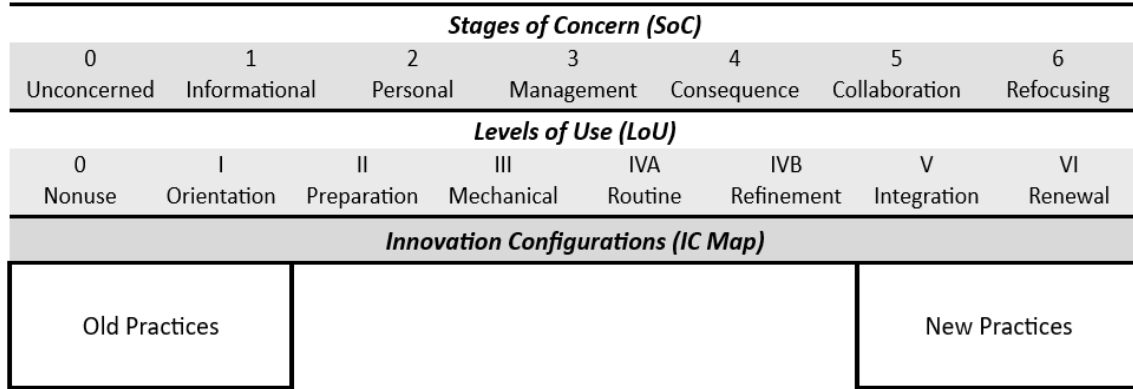 Stages of Concern (SoC)
0 1 2 3 4 5 6
Unconcerned Informational Personal Management Consequence Collaboration Refocusing
Levels of Use (LoU)
0 I II III IVA IVB V VI
Nonuse Orientation Preparation Mechanical Routine Refinement Integration Renewal
Innovation Configurations (IC Map)
Old Practices New Practices